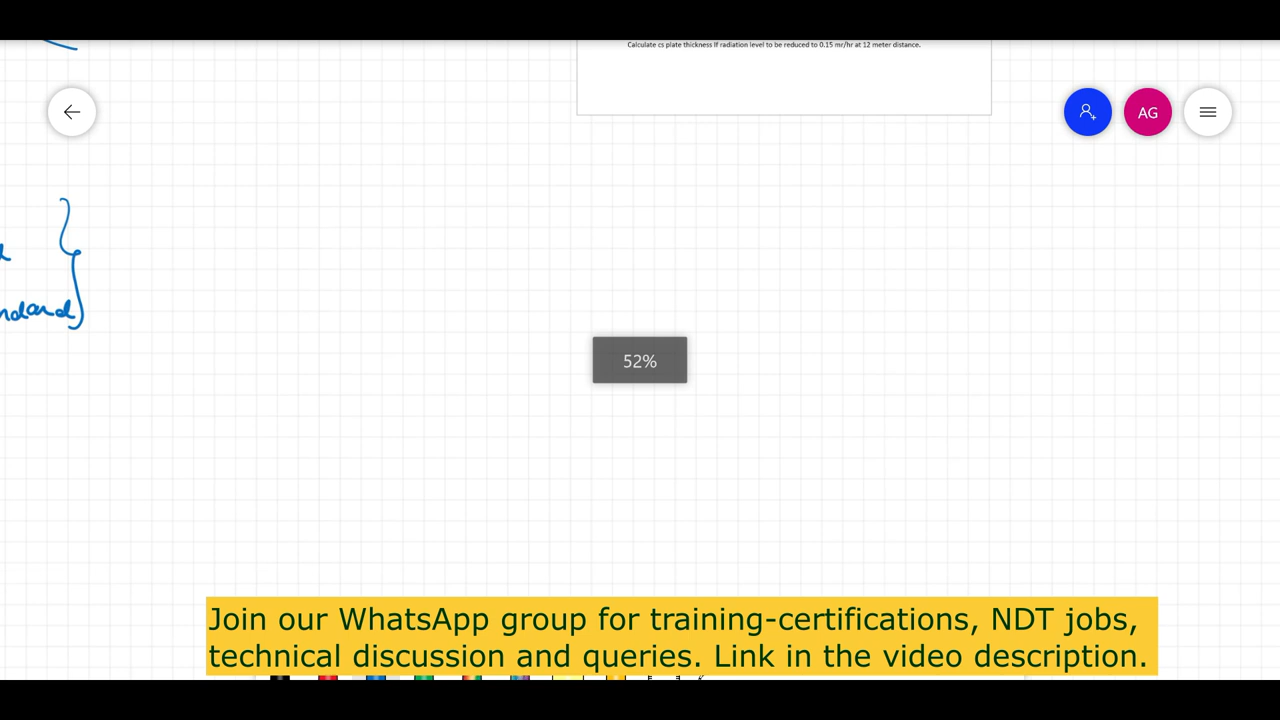 Calculate cs plate thickness If radiation level to be reduced to 0.15 mr/hr at 12 meter distance.
AG
ndard)
52%
Join our WhatsApp group for training-certifications, NDT jobs,
technical discussion and queries. Link in the video description.